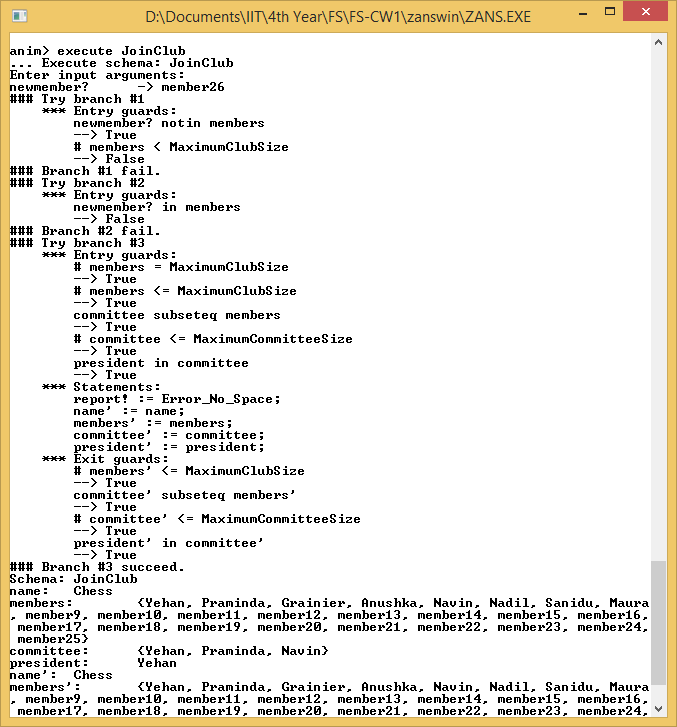 D:\Documents\IIT\4th Year\FS\FS-CW1\zanswin\ZANS.EXE
anim> execute JoinClub
... Execute schema: JoinClub
Enter input arguments:
newmember? -> member26
### Try branch #1
*** Entry guards:
newmember? notin members
--> True
# members < MaximumClubSize
--> False
### Branch #1 fail.
### Try branch #2
*** Entry guards:
newmember? in members
--> False
### Branch #2 fail.
### Try branch #3
*** Entry guards:
# members = MaximumClubSize
--> True
# members <= MaximumClubSize
--> True
committee subseteq members
--> True
# committee <= MaximumCommitteeSize
--> True
president in committee
--> True
*** Statements:
report! := Error_No_Space;
name' := name;
members' := members;
committee' := committee;
president' := president;
*** Exit guards:
# members' <= MaximumClubSize
--> True
committee' subseteq members'
--> True
# committee' <= MaximumCommitteeSize
--> True
president' in committee'
--> True
### Branch #3 succeed.
Schema: JoinClub
name: Chess
members: {Yehan, Praminda, Grainier, Anushka, Navin, Nadil, Sanidu, Maura
, member9, member10, member11, member12, member13, member14, member15, member16,
member17, member18, member19, member20, member21, member22, member23, member24,
member25}
committee: {Yehan, Praminda, Navin}
president: Yehan
name': Chess
members': {Yehan, Praminda, Grainier, Anushka, Navin, Nadil, Sanidu, Maura
, member9, member10, member11, member12, member13, member14, member15, member16,
member17, member18, member19, member20, member21, member22, member23, member24,